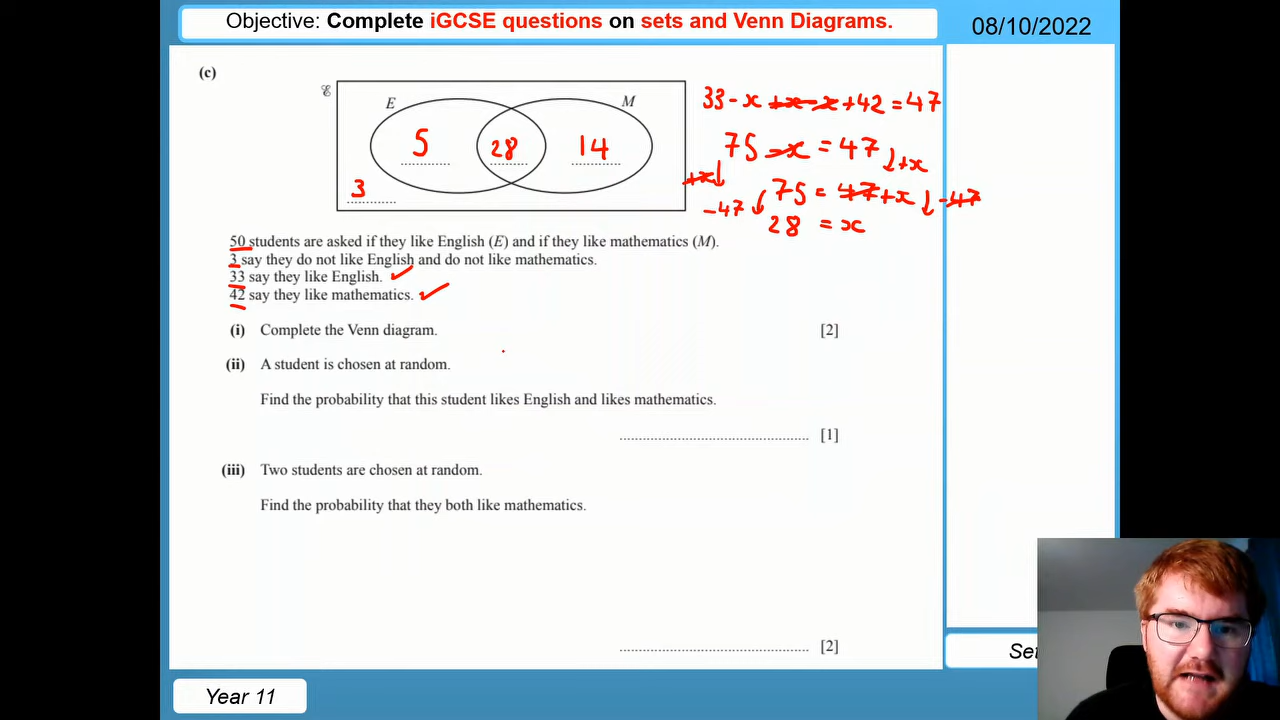 Objective: Complete iGCSE questions on sets and Venn Diagrams.
08/10/2022
(c)
ℰ
E
M
5
28
14
3
33 - x + x - x + 42 = 47
75 - x = 47
+x
+x
75 = 47 + x
-47
-47
28 = x
50 students are asked if they like English (E) and if they like mathematics (M).
3 say they do not like English and do not like mathematics.
33 say they like English.
42 say they like mathematics.
(i) Complete the Venn diagram. [2]
(ii) A student is chosen at random.
Find the probability that this student likes English and likes mathematics.
[1]
(iii) Two students are chosen at random.
Find the probability that they both like mathematics.
[2]
Set
Year 11